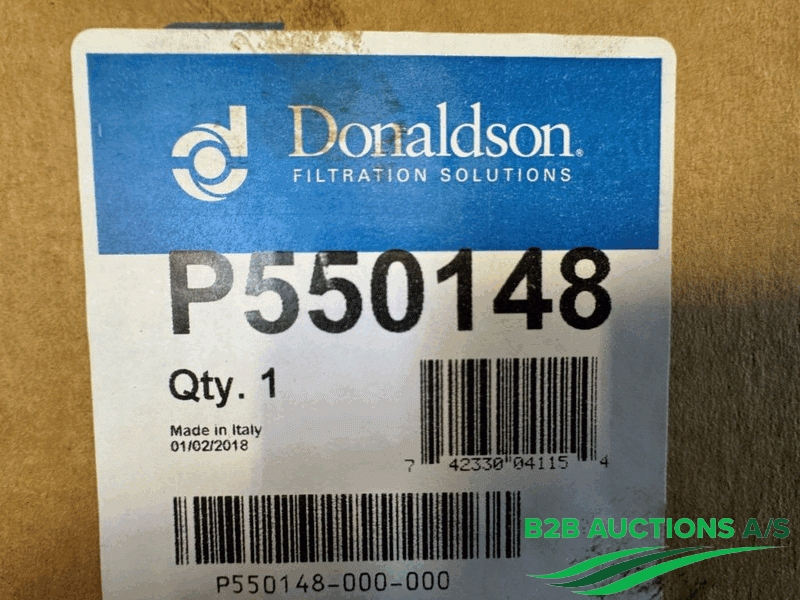 Donaldson®
FILTRATION SOLUTIONS
P550148
Qty. 1
Made in Italy
01/02/2018
7 42330 04115 4
P550148-000-000
B2B AUCTIONS A/S